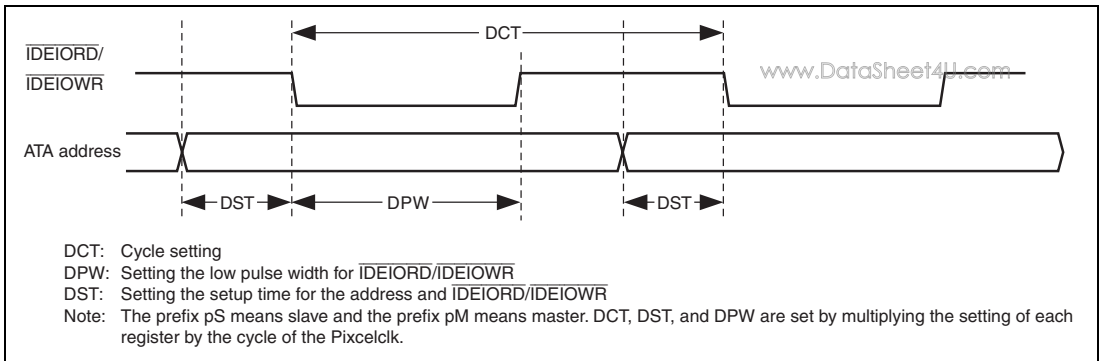 DCT
IDEIORD/
IDEIOWR
www.DataSheet4U.com
ATA address
DST DPW DST
DCT: Cycle setting
DPW: Setting the low pulse width for IDEIORD/IDEIOWR
DST: Setting the setup time for the address and IDEIORD/IDEIOWR
Note: The prefix pS means slave and the prefix pM means master. DCT, DST, and DPW are set by multiplying the setting of each
register by the cycle of the Pixcelclk.